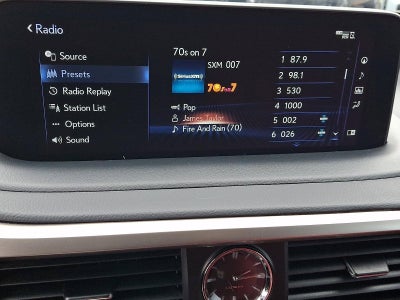 Radio
Source
Presets
Radio Replay
Station List
Options
Sound
70s on 7
SXM 007
SiriusXM
70s on 7
Pop
James Taylor
Fire And Rain (70)
1 87.9
2 98.1
3 530
4 1000
5 002
6 026